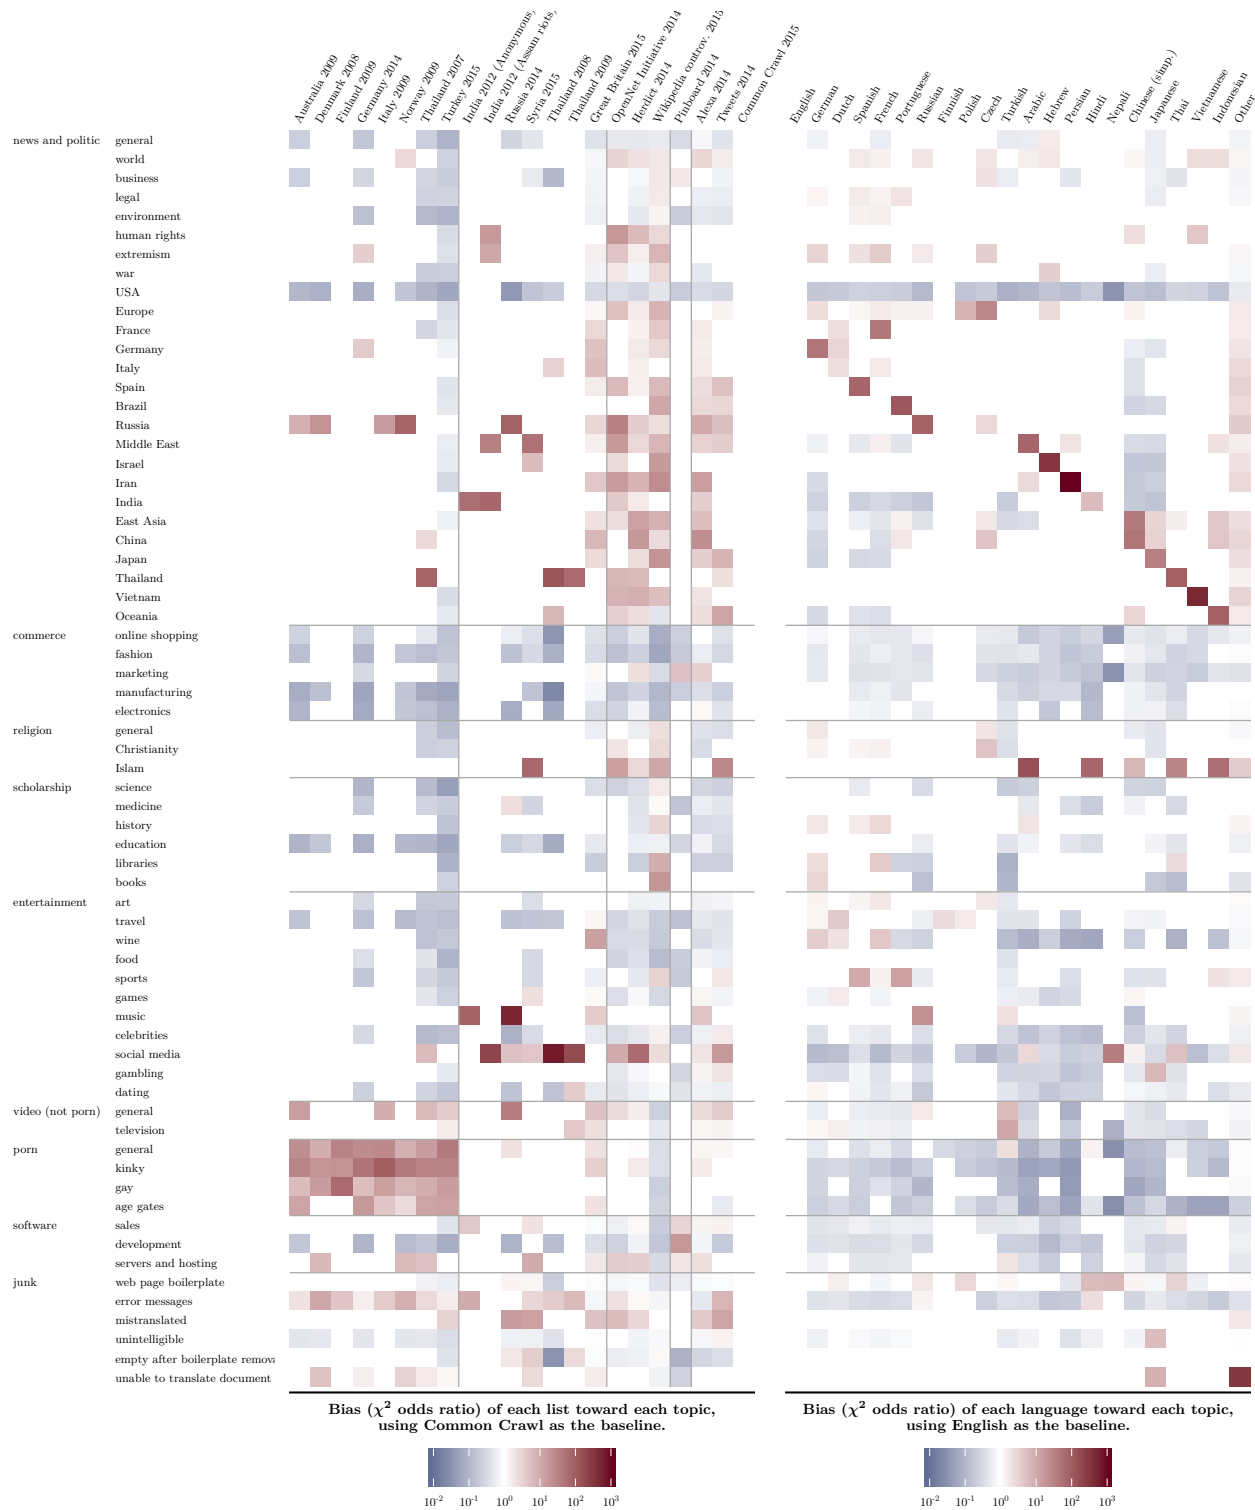 Australia 2009
Denmark 2008
Finland 2009
Germany 2014
Italy 2009
Norway 2009
Thailand 2007
Turkey 2015
India 2012 (Anonymous,
India 2012 (Assam riots,
Russia 2014
Syria 2015
Thailand 2008
Thailand 2009
Great Britain 2015
OpenNet Initiative 2014
Herdict 2014
Wikipedia controv. 2015
Pinboard 2014
Alexa 2014
Tweets 2014
Common Crawl 2015
English
German
Dutch
Spanish
French
Portuguese
Russian
Finnish
Polish
Czech
Turkish
Arabic
Hebrew
Persian
Hindi
Nepali
Chinese (simp.)
Japanese
Thai
Vietnamese
Indonesian
Other
news and politic general
world
business
legal
environment
human rights
extremism
war
USA
Europe
France
Germany
Italy
Spain
Brazil
Russia
Middle East
Israel
Iran
India
East Asia
China
Japan
Thailand
Vietnam
Oceania
commerce online shopping
fashion
marketing
manufacturing
electronics
religion general
Christianity
Islam
scholarship science
medicine
history
education
libraries
books
entertainment art
travel
wine
food
sports
games
music
celebrities
social media
gambling
dating
video (not porn) general
television
porn general
kinky
gay
age gates
software sales
development
servers and hosting
junk web page boilerplate
error messages
mistranslated
unintelligible
empty after boilerplate remova
unable to translate document
Bias (χ² odds ratio) of each list toward each topic,
using Common Crawl as the baseline.
10⁻² 10⁻¹ 10⁰ 10¹ 10² 10³
Bias (χ² odds ratio) of each language toward each topic,
using English as the baseline.
10⁻² 10⁻¹ 10⁰ 10¹ 10² 10³